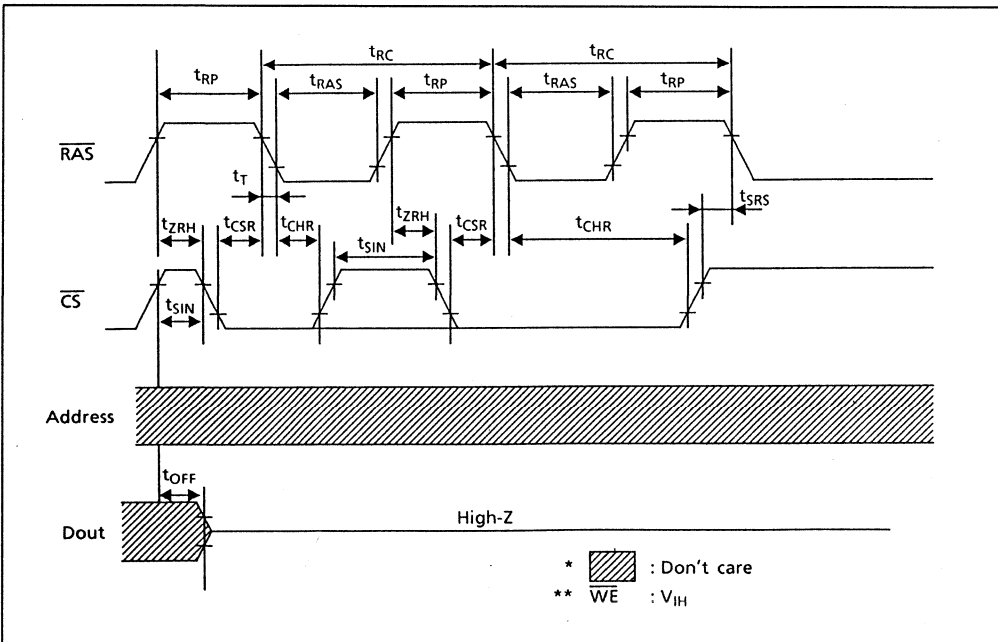 tRC tRC
tRP tRAS tRP tRAS tRP
RAS
tT tSRS
tZRH tCSR tCHR tZRH tCSR tCHR
tSIN
CS
tSIN
Address
tOFF
Dout High-Z
* : Don't care
** WE : VIH